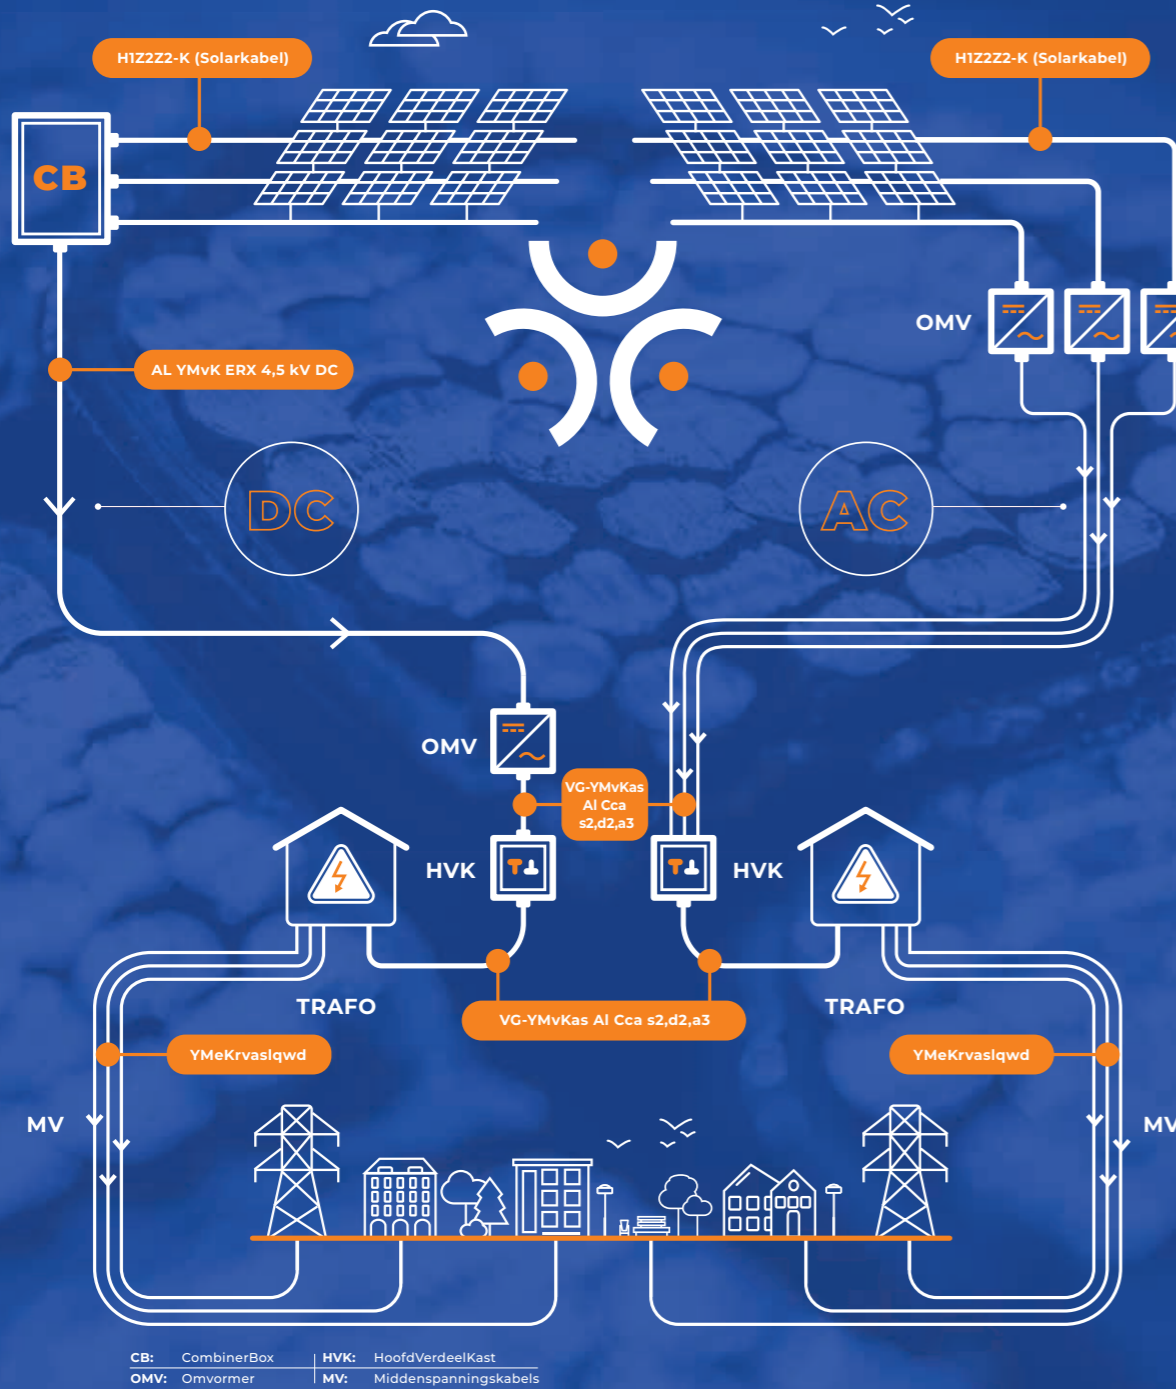 H1Z2Z2-K (Solarkabel)
H1Z2Z2-K (Solarkabel)
CB
OMV
AL YMvK ERX 4,5 kV DC
DC
AC
OMV
VG-YMvKas
Al Cca
s2,d2,a3
HVK
HVK
TRAFO
TRAFO
VG-YMvKas Al Cca s2,d2,a3
YMeKrvaslqwd
YMeKrvaslqwd
MV
MV
CB: CombinerBox HVK: HoofdVerdeelKast
OMV: Omvormer MV: Middenspanningskabels